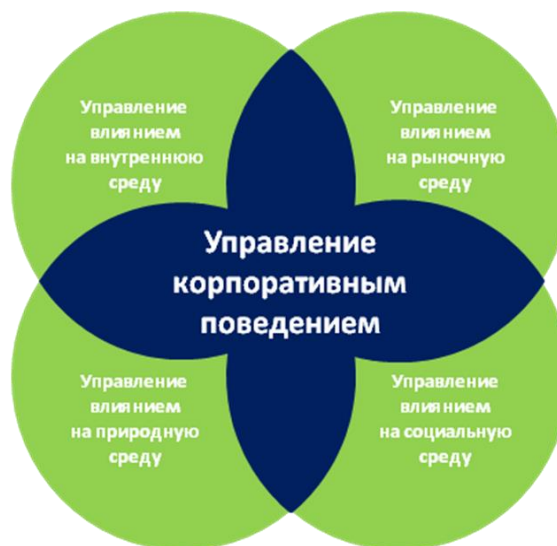 Управление
влиянием
на внутреннюю
среду
Управление
влиянием
на рыночную
среду
Управление
корпоративным
поведением
Управление
влиянием
на природную
среду
Управление
влиянием
на социальную
среду